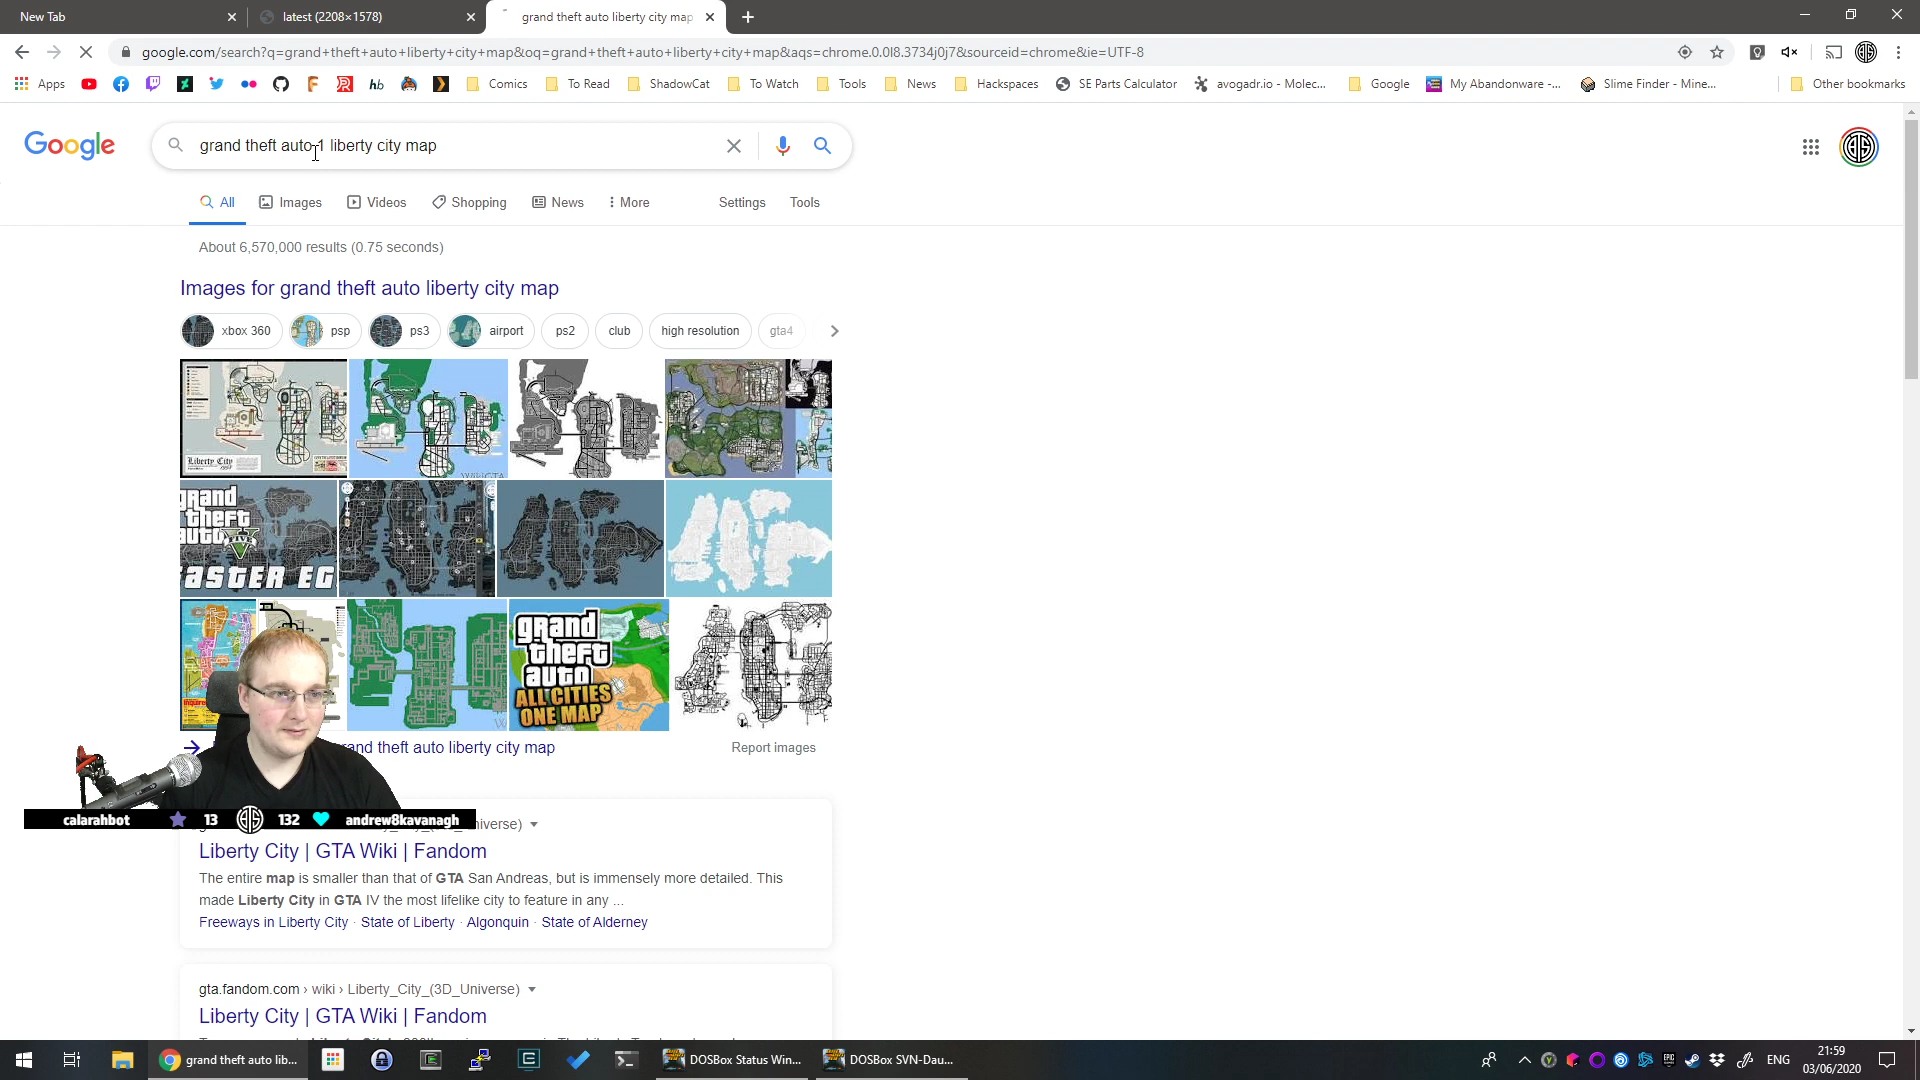 New Tab
latest (2208×1578)
grand theft auto liberty city map
google.com/search?q=grand+theft+auto+liberty+city+map&oq=grand+theft+auto+liberty+city+map&aqs=chrome.0.0l8.3734j0j7&sourceid=chrome&ie=UTF-8
Apps
hb
Comics
To Read
ShadowCat
To Watch
Tools
News
Hackspaces
SE Parts Calculator
avogadr.io - Molec...
Google
My Abandonware -...
Slime Finder - Mine...
Other bookmarks
Google
grand theft auto 1 liberty city map
All
Images
Videos
Shopping
News
More
Settings
Tools
About 6,570,000 results (0.75 seconds)
Images for grand theft auto liberty city map
xbox 360
psp
ps3
airport
ps2
club
high resolution
gta4
Liberty City
grand
theft
auto
V
EASTER EG
grand
theft
auto
ALL CITIES
ONE MAP
grand theft auto liberty city map
Report images
calarahbot
13
132
andrew8kavanagh
Liberty City | GTA Wiki | Fandom
The entire map is smaller than that of GTA San Andreas, but is immensely more detailed. This
made Liberty City in GTA IV the most lifelike city to feature in any ...
Freeways in Liberty City · State of Liberty · Algonquin · State of Alderney
gta.fandom.com › wiki › Liberty_City_(3D_Universe)
Liberty City | GTA Wiki | Fandom
grand theft auto lib...
DOSBox Status Win...
DOSBox SVN-Dau...
ENG
21:59
03/06/2020